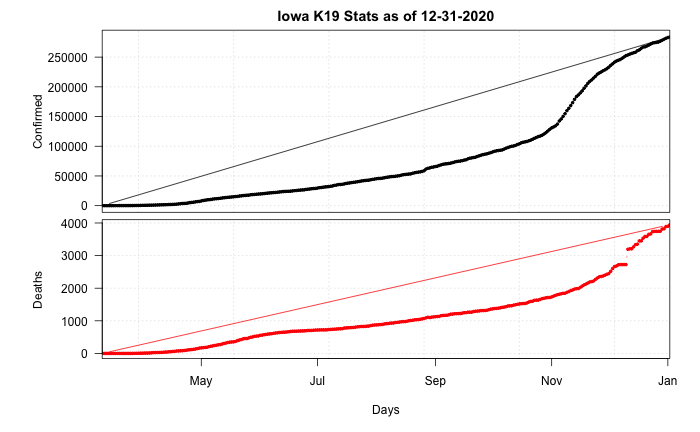 Iowa K19 Stats as of 12-31-2020
Confirmed
250000
200000
150000
100000
50000
0
Deaths
4000
3000
2000
1000
0
May Jul Sep Nov Jan
Days